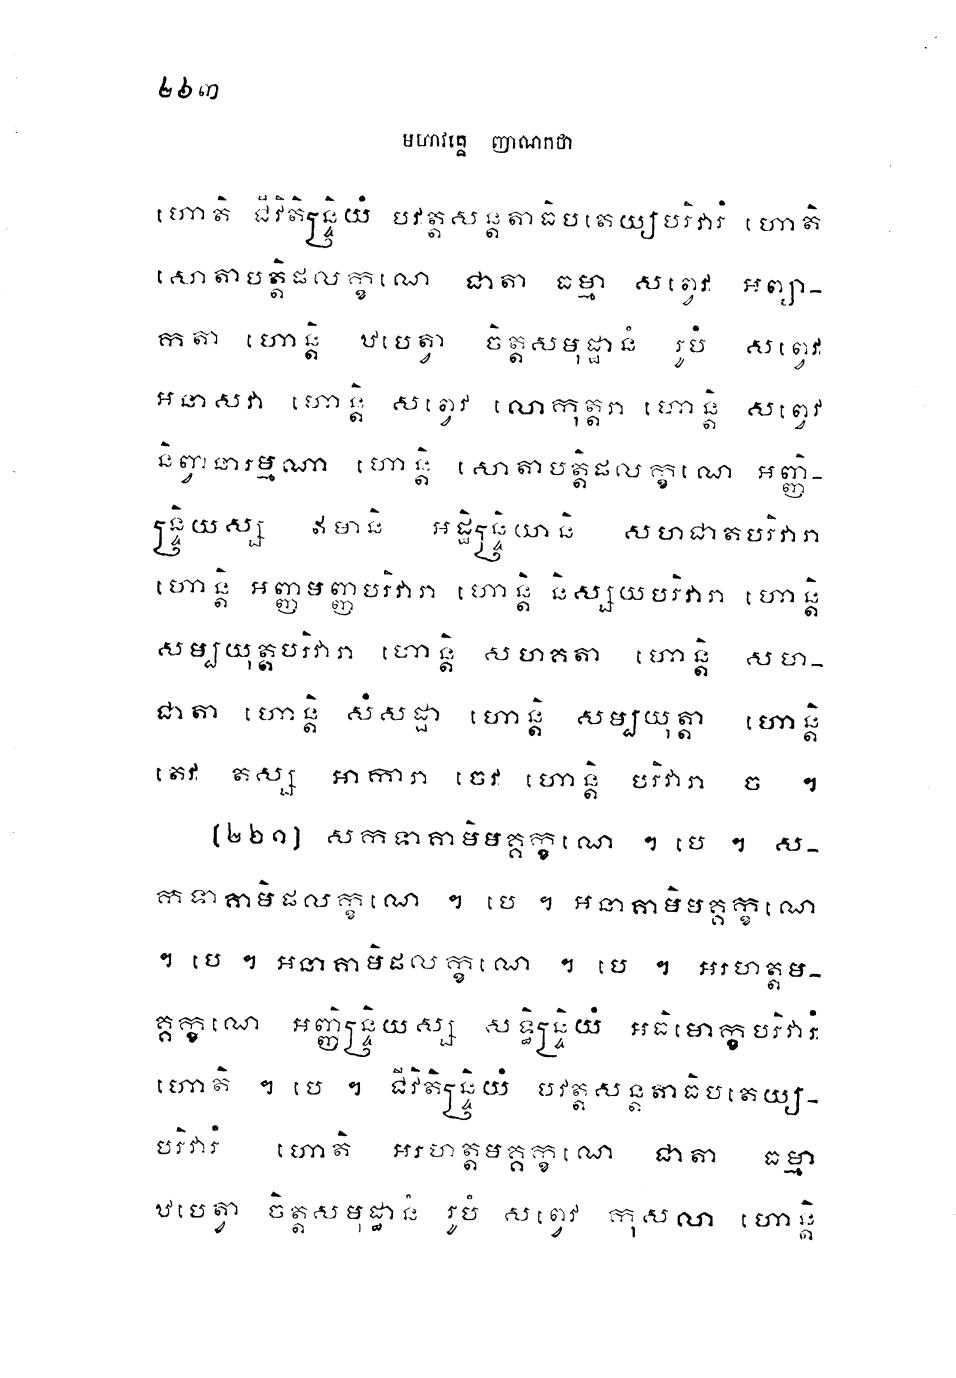 ២៦៣
មហាវគ្គេ ញាណកថា
ហោតិ ជីវិតិន្ទ្រិយំ បវត្តសន្តតាធិបតេយ្យបរិវារំ ហោតិ
សោតាបត្តិផលក្ខណេ ជាតា ធម្មា សព្វេវ អព្យា-
កតា ហោន្តិ ឋបេត្វា ចិត្តសមុដ្ឋានំ រូបំ សព្វេវ
អនាសវា ហោន្តិ សព្វេវ លោកុត្តរា ហោន្តិ សព្វេវ
និព្វានារម្មណា ហោន្តិ សោតាបត្តិផលក្ខណេ អញ្ញិ-
ន្ទ្រិយស្ស ឥមានិ អដ្ឋិន្ទ្រិយានិ សហជាតបរិវារា
ហោន្តិ អញ្ញមញ្ញបរិវារា ហោន្តិ និស្សយបរិវារា ហោន្តិ
សម្បយុត្តបរិវារា ហោន្តិ សហគតា ហោន្តិ សហ-
ជាតា ហោន្តិ សំសដ្ឋា ហោន្តិ សម្បយុត្តា ហោន្តិ
តេវ តស្ស អាការា ចេវ ហោន្តិ បរិវារា ច ។
(២២១) សកទាគាមិមគ្គក្ខណេ ។ បេ ។ ស-
កទាគាមិផលក្ខណេ ។ បេ ។ អនាគាមិមគ្គក្ខណេ
។ បេ ។ អនាគាមិផលក្ខណេ ។ បេ ។ អរហត្តម-
គ្គក្ខណេ អញ្ញិន្ទ្រិយស្ស សទ្ធិន្ទ្រិយំ អធិមោក្ខបរិវារំ
ហោតិ ។ បេ ។ ជីវិតិន្ទ្រិយំ បវត្តសន្តតាធិបតេយ្យ-
បរិវារំ ហោតិ អរហត្តមគ្គក្ខណេ ជាតា ធម្មា
ឋបេត្វា ចិត្តសមុដ្ឋានំ រូបំ សព្វេវ កុសលា ហោន្តិ